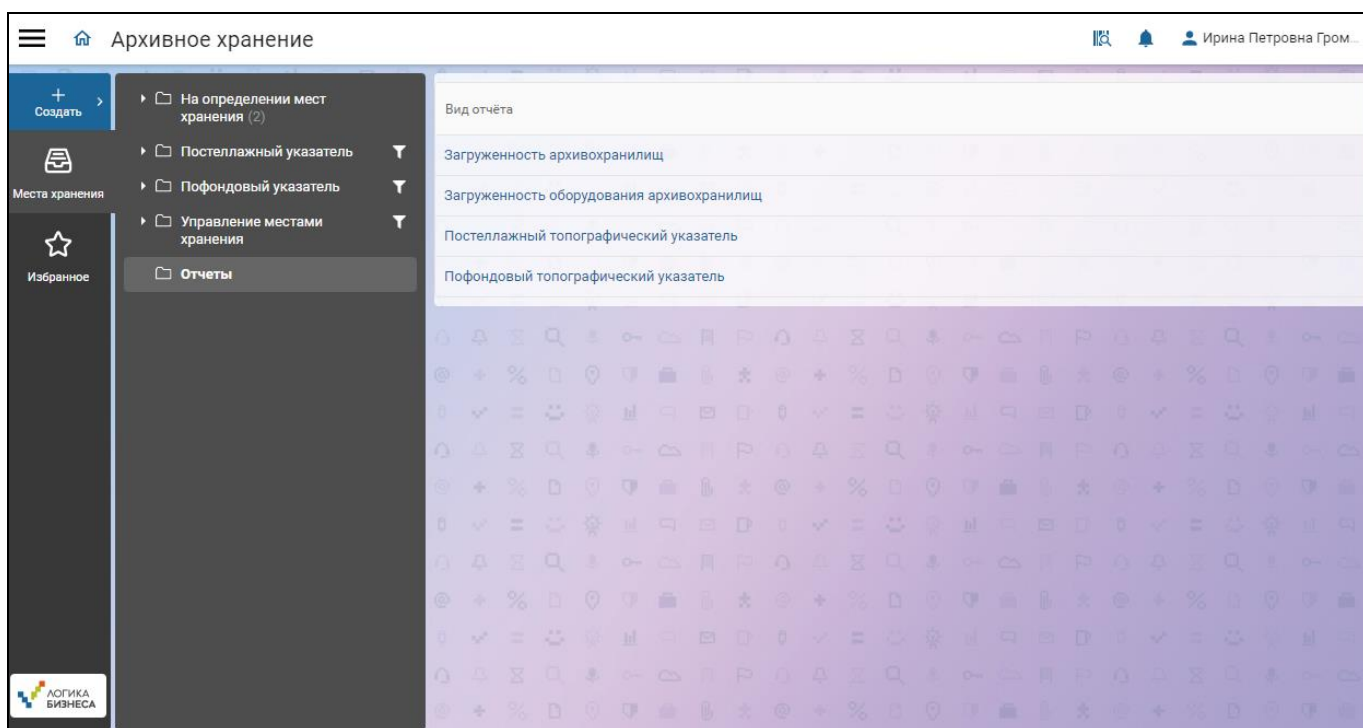 Архивное хранение
Ирина Петровна Гром...
Создать
Места хранения
Избранное
На определении мест
хранения (2)
Постеллажный указатель
Пофондовый указатель
Управление местами
хранения
Отчеты
Вид отчёта
Загруженность архивохранилищ
Загруженность оборудования архивохранилищ
Постеллажный топографический указатель
Пофондовый топографический указатель
ЛОГИКА
БИЗНЕСА